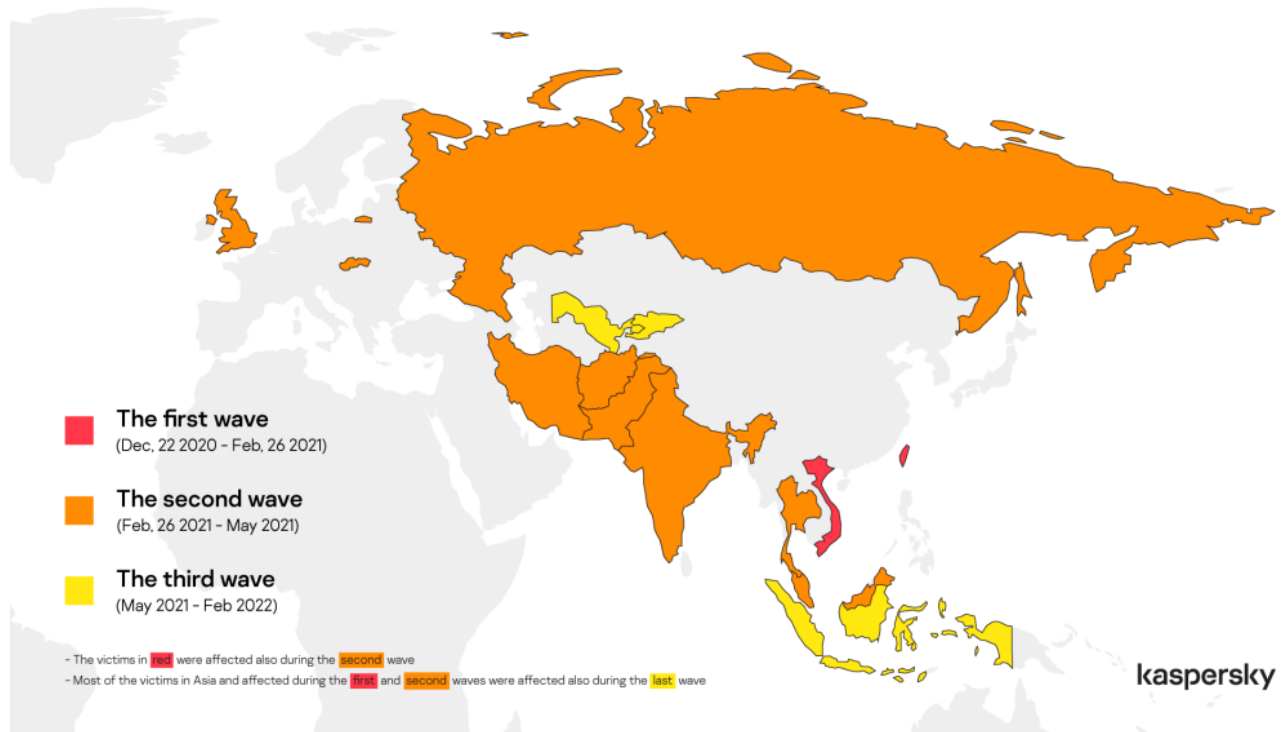 The first wave
(Dec, 22 2020 - Feb, 26 2021)
The second wave
(Feb, 26 2021 - May 2021)
The third wave
(May 2021 - Feb 2022)
- The victims in red were affected also during the second wave
- Most of the victims in Asia and affected during the first and second waves were affected also during the last wave
kaspersky